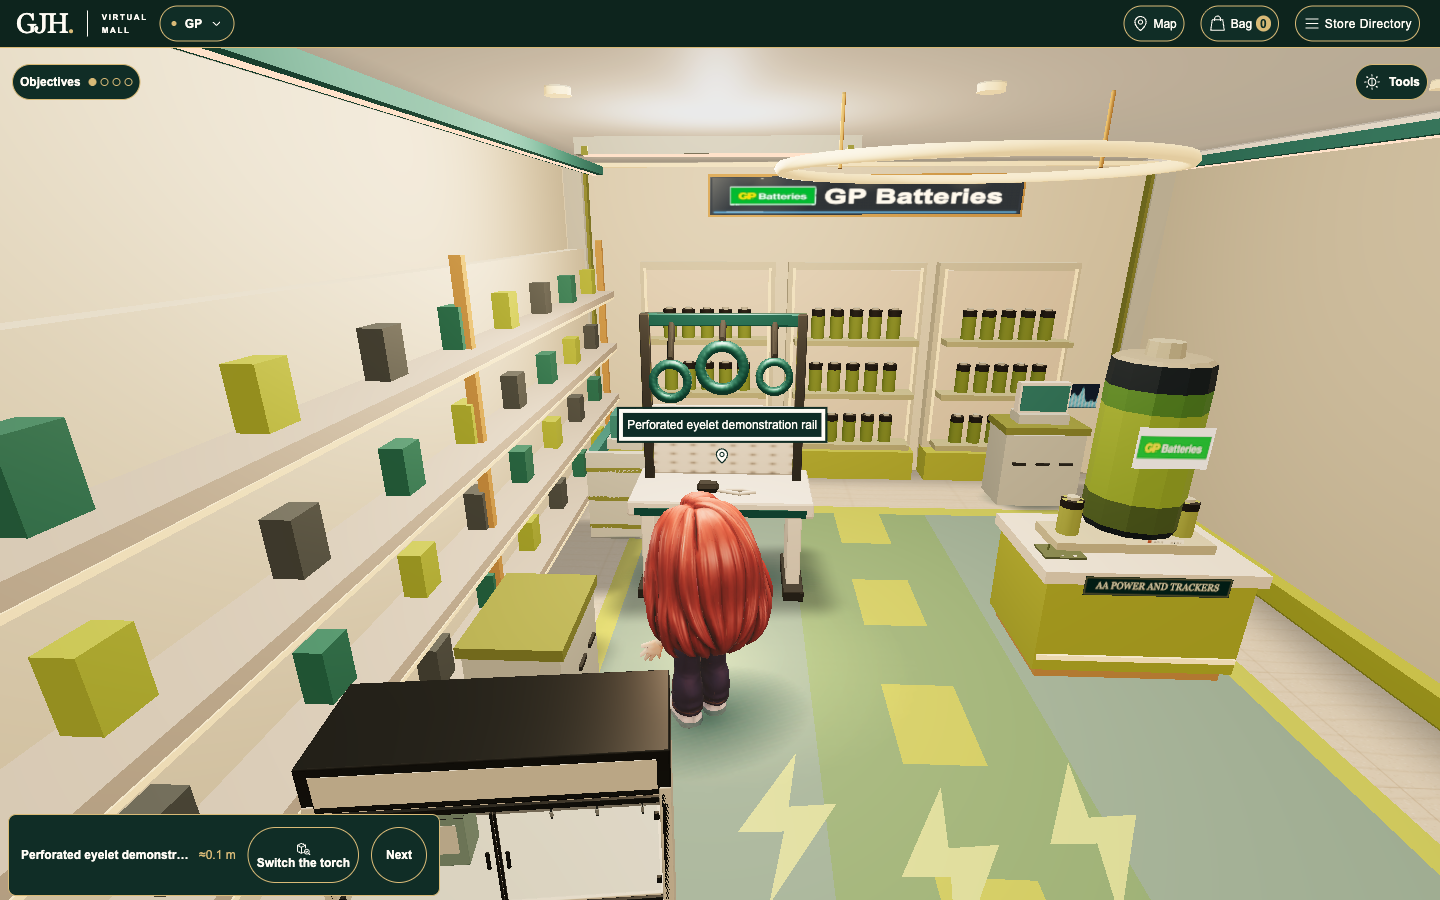 GJH.
VIRTUAL
MALL
GP
Map
Bag 0
Store Directory
Objectives
Tools
GP Batteries GP Batteries
Perforated eyelet demonstration rail
GP Batteries
AA POWER AND TRACKERS
Perforated eyelet demonstr... ≈0.1 m
Switch the torch
Next